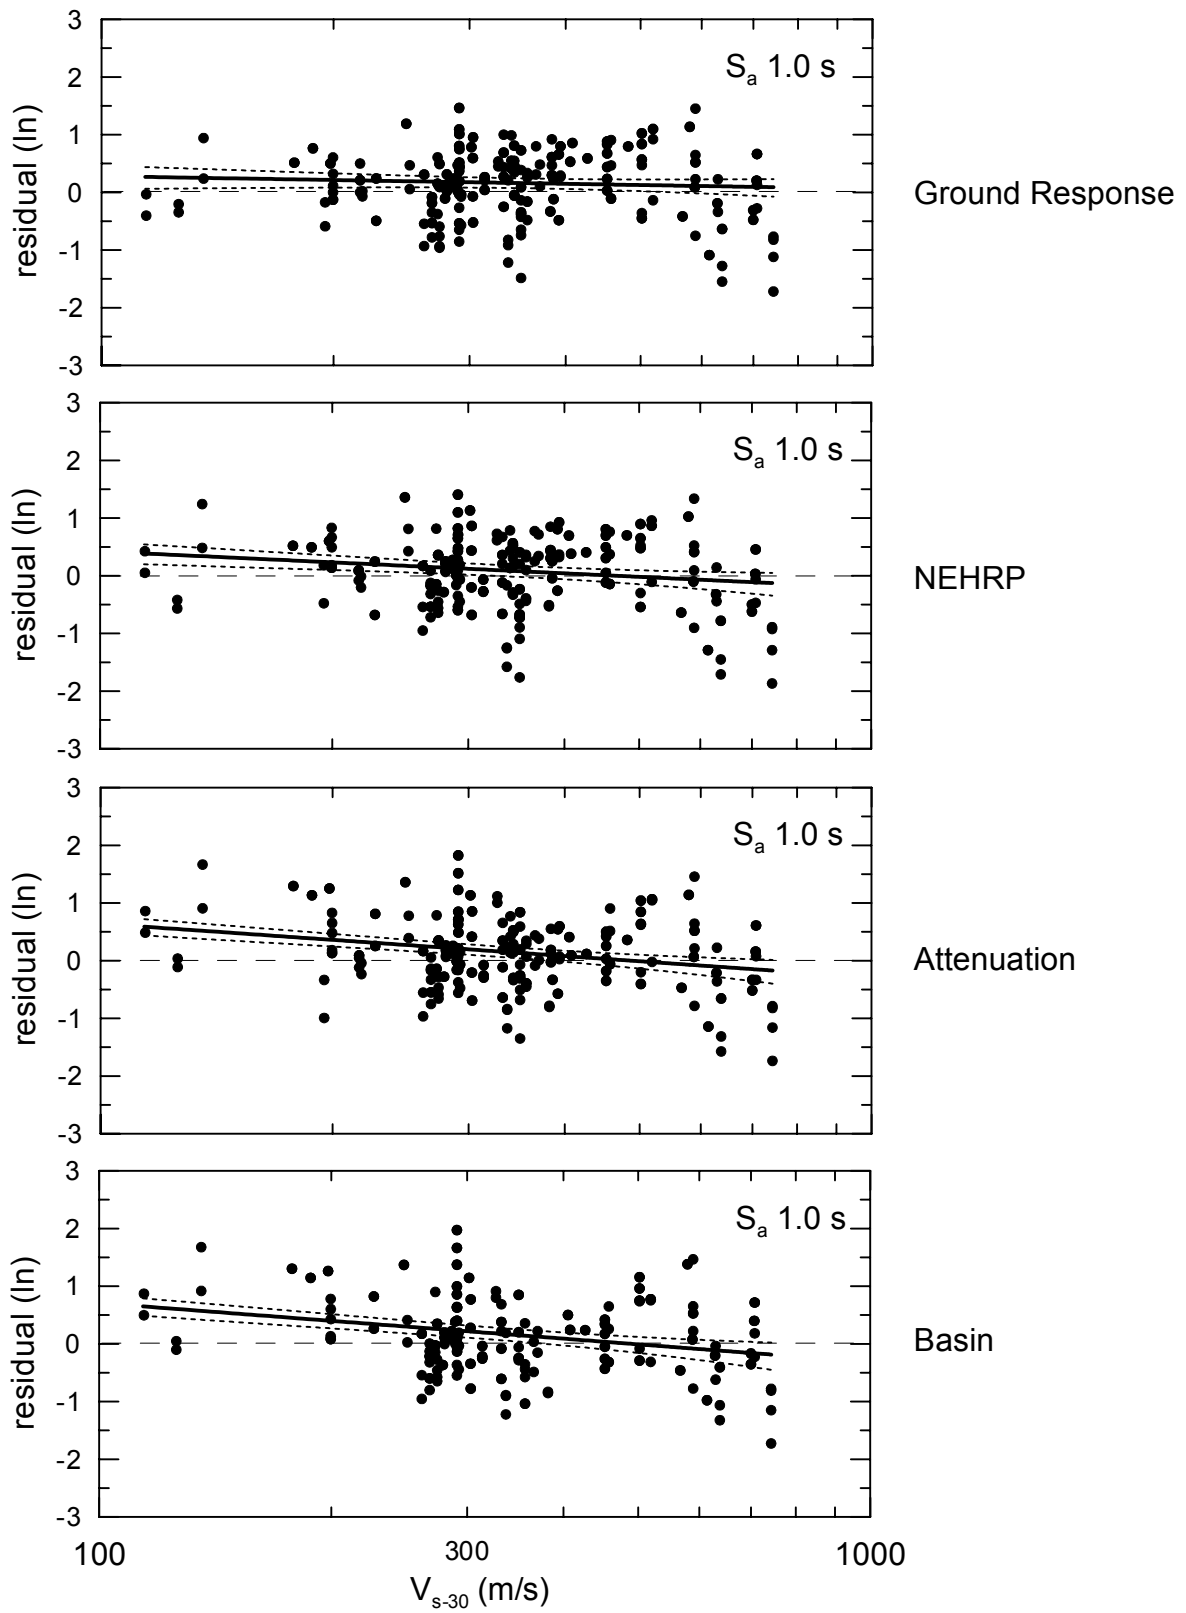 3
2
1
0
-1
-2
-3
residual (ln)
Sa 1.0 s
Ground Response
3
2
1
0
-1
-2
-3
residual (ln)
Sa 1.0 s
NEHRP
3
2
1
0
-1
-2
-3
residual (ln)
Sa 1.0 s
Attenuation
3
2
1
0
-1
-2
-3
residual (ln)
Sa 1.0 s
Basin
100 300 1000
Vs-30 (m/s)